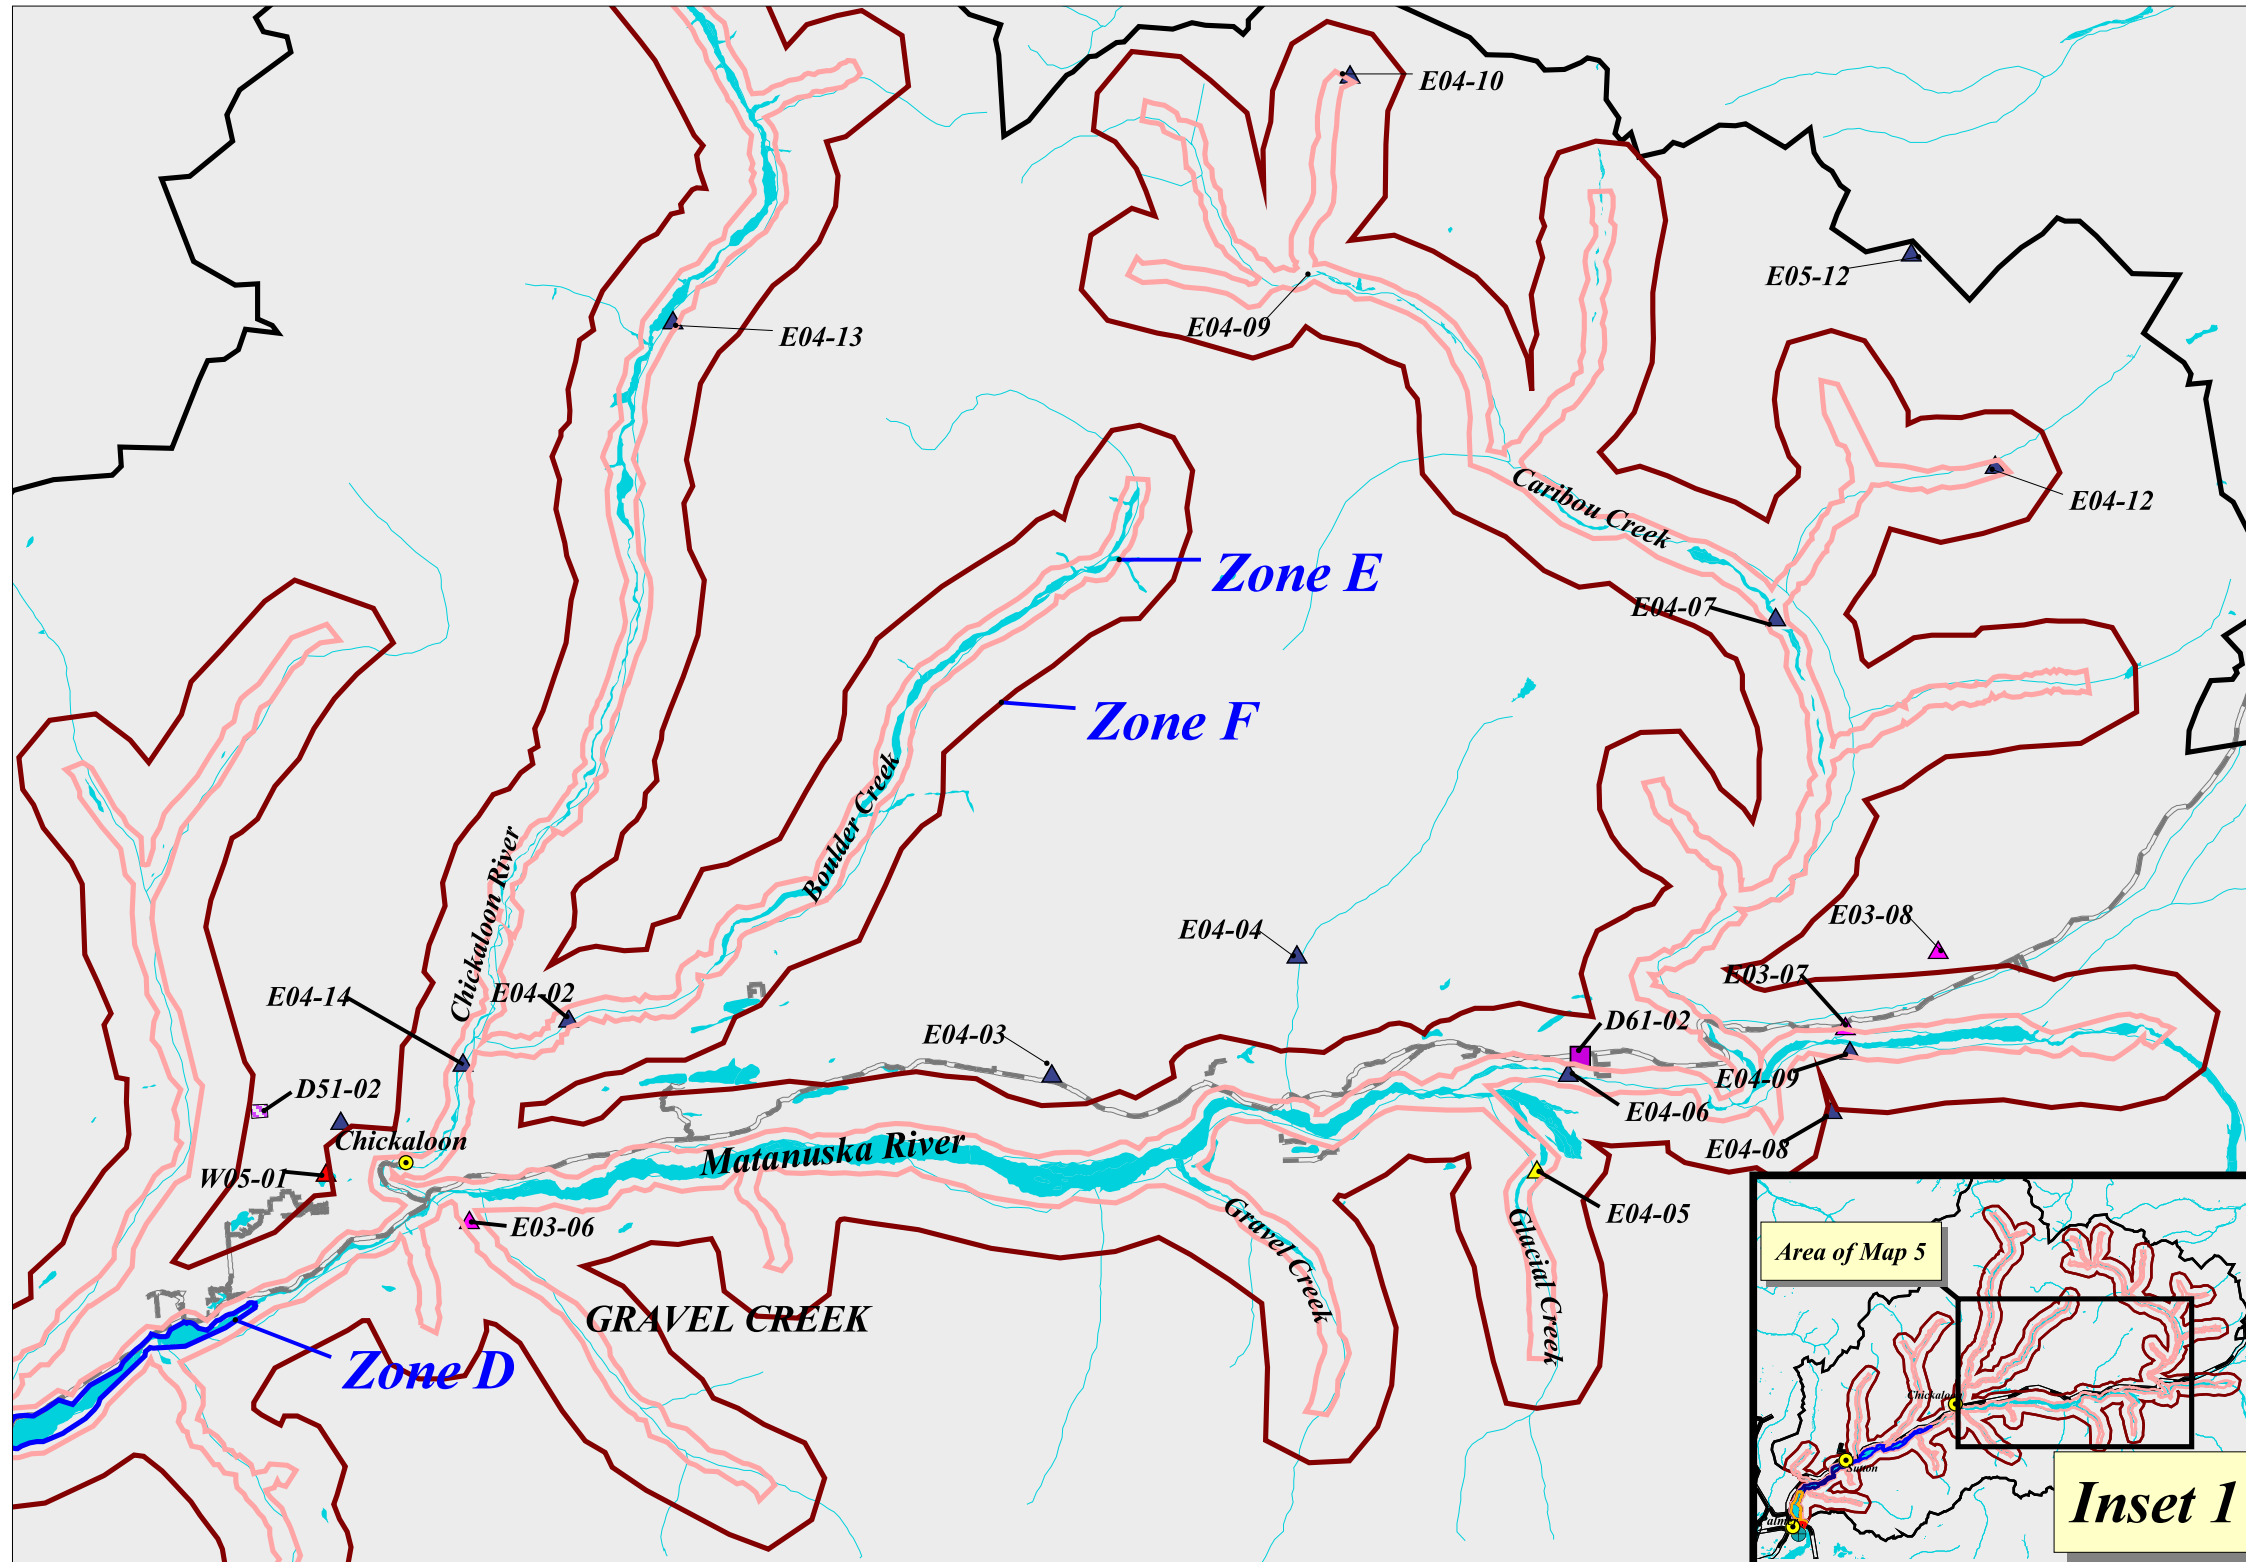 E04-10
E05-12
E04-09
E04-13
Caribou Creek
E04-12
Zone E
E04-07
Zone F
Boulder Creek
Chickaloon River
E03-08
E04-04
E03-07
E04-14
E04-02
D61-02
E04-03
E04-09
D51-02
E04-06
Chickaloon
E04-08
Matanuska River
W05-01
E03-06
E04-05
Gravel Creek
Glacial Creek
GRAVEL CREEK
Zone D
Area of Map 5
Chickaloon
Sutton
Inset 1